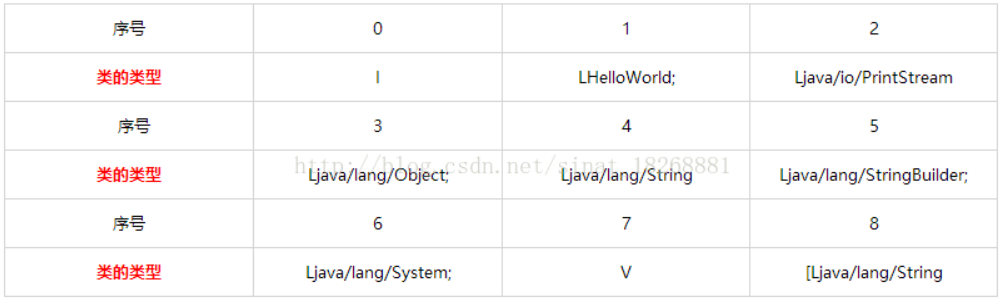 序号 0 1 2
类的类型 I LHelloWorld; Ljava/io/PrintStream
序号 3 4 5
http://blog.csdn.net/sinat_18268881
类的类型 Ljava/lang/Object; Ljava/lang/String Ljava/lang/StringBuilder;
序号 6 7 8
类的类型 Ljava/lang/System; V [Ljava/lang/String